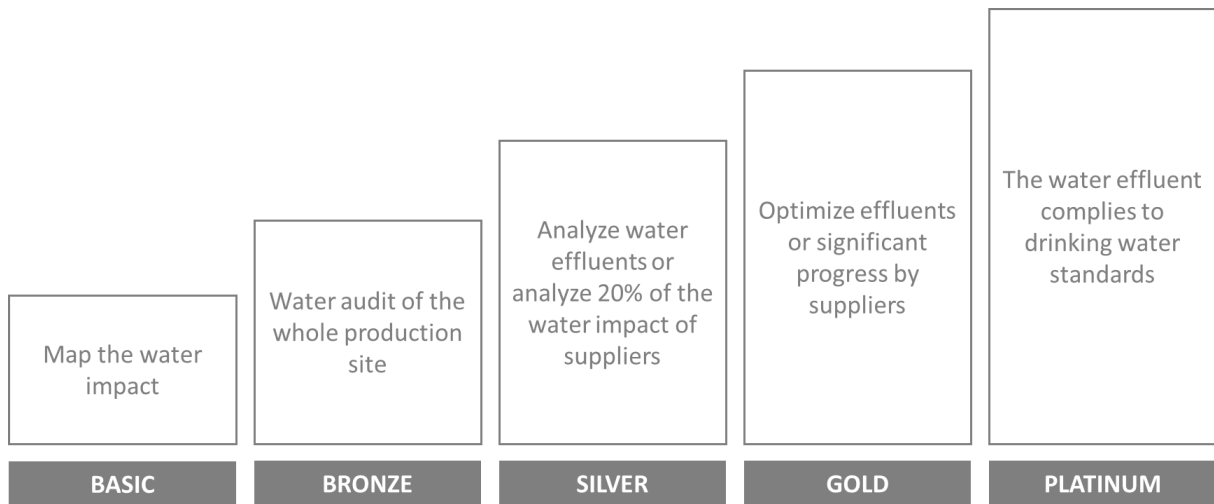 Map the water
impact
BASIC
Water audit of the
whole production
site
BRONZE
Analyze water
effluents or
analyze 20% of the
water impact of
suppliers
SILVER
Optimize effluents
or significant
progress by
suppliers
GOLD
The water effluent
complies to
drinking water
standards
PLATINUM